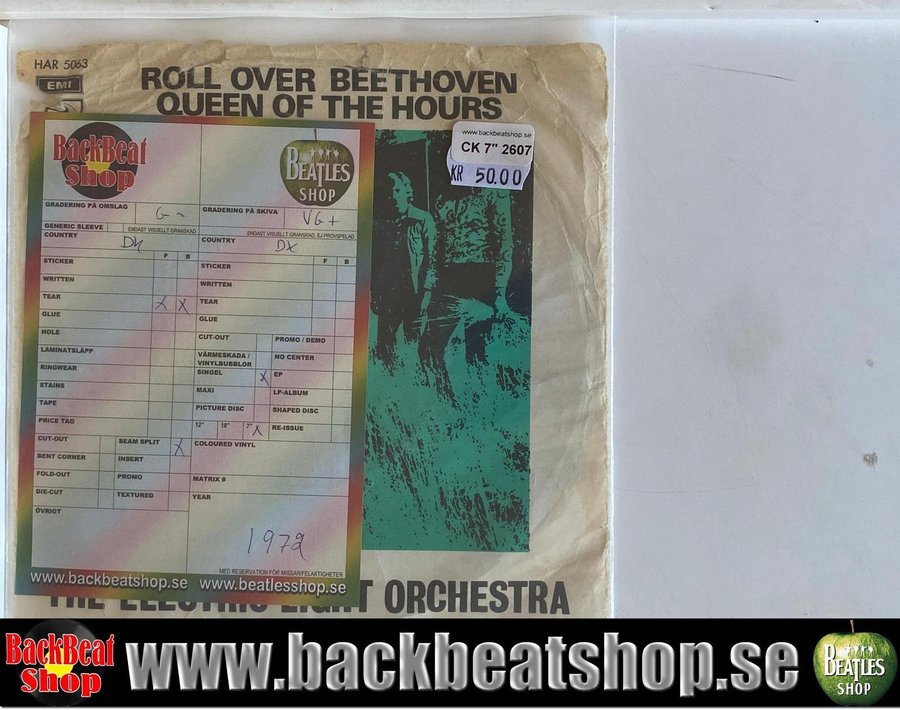 HAR 5063
EMI
ROLL OVER BEETHOVEN
QUEEN OF THE HOURS
www.backbeatshop.se
CK 7" 2607
KR 50.00
BackBeat
Shop
BEATLES
SHOP
GRADERING PÅ OMSLAG G-
GENERIC SLEEVE ENDAST VISUELLT GRANSKAD
COUNTRY DK
F B
STICKER
WRITTEN
TEAR X X
GLUE
HOLE
LAMINATSLÄPP
RINGWEAR
STAINS
TAPE
PRICE TAG
CUT-OUT SEAM SPLIT X
BENT CORNER INSERT
FOLD-OUT PROMO
DIE-CUT TEXTURED
ÖVRIGT
GRADERING PÅ SKIVA VG+
ENDAST VISUELLT GRANSKAD, EJ PROVSPELAD
COUNTRY DK
F B
STICKER
WRITTEN
TEAR
GLUE
CUT-OUT PROMO / DEMO
VÄRMESKADA / VINYLBUBBLOR NO CENTER
SINGEL X EP
MAXI LP-ALBUM
PICTURE DISC SHAPED DISC
12" 10" 7" X RE-ISSUE
COLOURED VINYL
MATRIX #
YEAR
1972
MED RESERVATION FÖR MISSAR/FELAKTIGHETER
www.backbeatshop.se www.beatlesshop.se
THE ELECTRIC LIGHT ORCHESTRA
BackBeat
Shop
www.backbeatshop.se
BEATLES
SHOP